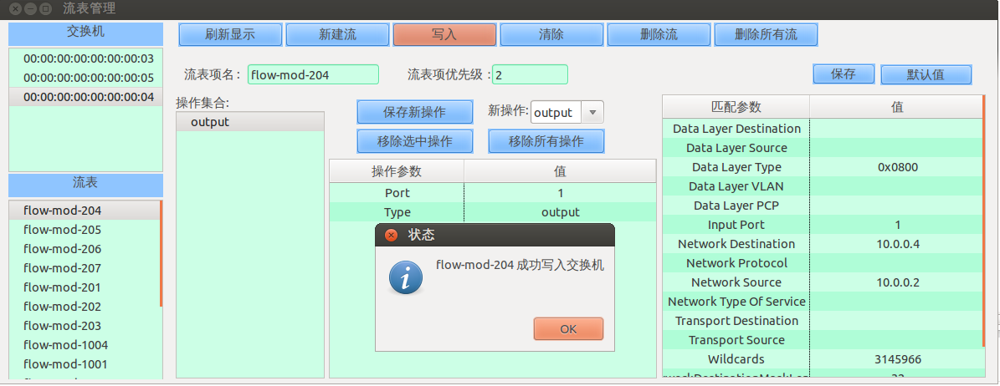 流表管理
交换机
00:00:00:00:00:00:00:03
00:00:00:00:00:00:00:05
00:00:00:00:00:00:00:04
流表
flow-mod-204
flow-mod-205
flow-mod-206
flow-mod-207
flow-mod-201
flow-mod-202
flow-mod-203
flow-mod-1004
flow-mod-1001
刷新显示 新建流 写入 清除 删除流 删除所有流
流表项名: flow-mod-204 流表项优先级 : 2 保存 默认值
操作集合:
output
保存新操作 新操作: output
移除选中操作 移除所有操作
操作参数 值
Port 1
Type output
状态
flow-mod-204 成功写入交换机
OK
匹配参数 值
Data Layer Destination
Data Layer Source
Data Layer Type 0x0800
Data Layer VLAN
Data Layer PCP
Input Port 1
Network Destination 10.0.0.4
Network Protocol
Network Source 10.0.0.2
Network Type Of Service
Transport Destination
Transport Source
Wildcards 3145966
32